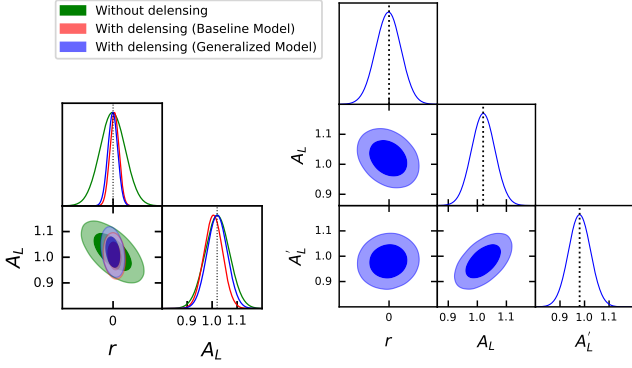 Without delensing
With delensing (Baseline Model)
With delensing (Generalized Model)
A_L
1.1
1.0
0.9
0
r
0.9 1.0 1.1
A_L
A_L
1.1
1.0
0.9
A_L'
1.1
1.0
0.9
0
r
0.9 1.0 1.1
A_L
0.9 1.0 1.1
A_L'